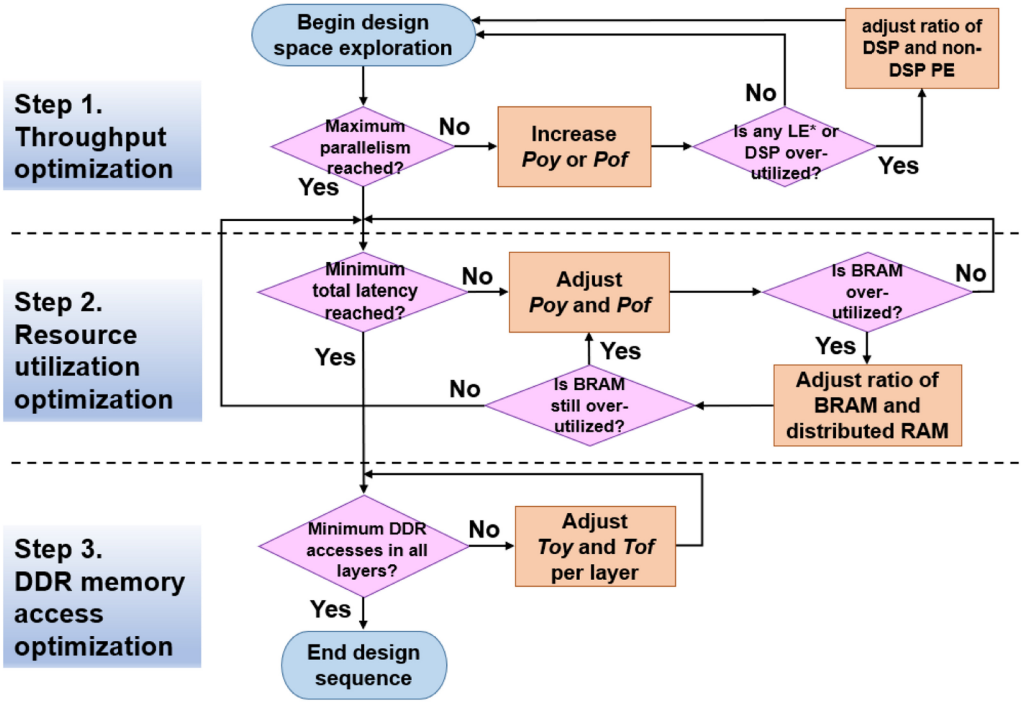 Begin design
space exploration
adjust ratio of
DSP and non-
DSP PE
Step 1.
Throughput
optimization
Maximum
parallelism
reached?
No
Increase
Poy or Pof
No
Is any LE* or
DSP over-
utilized?
Yes
Yes
Step 2.
Resource
utilization
optimization
Minimum
total latency
reached?
No
Adjust
Poy and Pof
Is BRAM
over-
utilized?
No
Yes
Yes
Yes
Adjust ratio of
BRAM and
distributed RAM
Is BRAM
still over-
utilized?
No
Step 3.
DDR memory
access
optimization
Minimum DDR
accesses in all
layers?
No
Adjust
Toy and Tof
per layer
Yes
End design
sequence